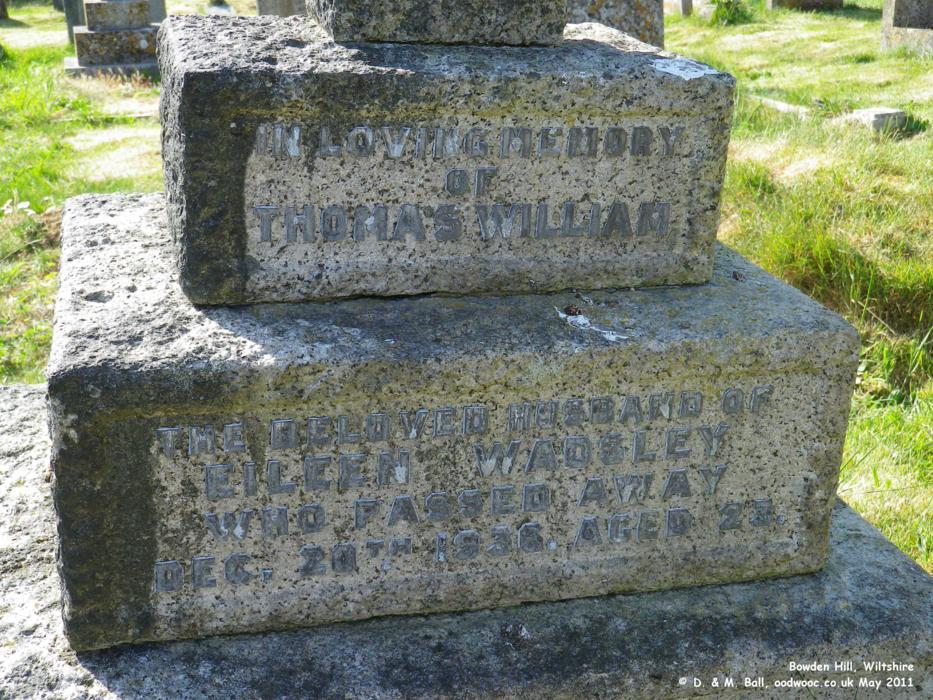 IN LOVING MEMORY
OF
THOMAS WILLIAM
THE BELOVED HUSBAND OF
EILEEN WADSLEY
WHO PASSED AWAY
DEC, 20TH 1936. AGED 23.
Bowden Hill, Wiltshire
© D. & M. Ball, oodwooc.co.uk May 2011